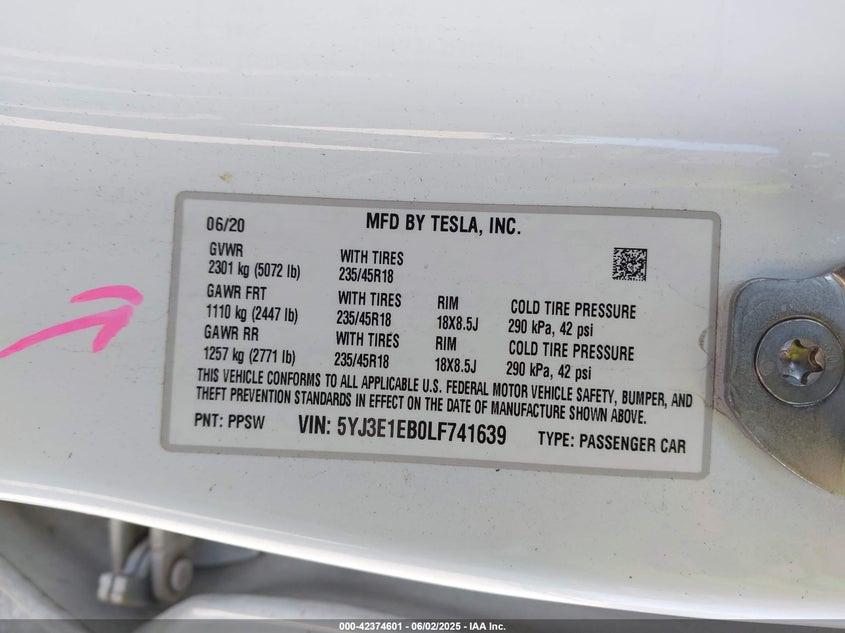 06/20 MFD BY TESLA, INC.
GVWR WITH TIRES
2301 kg (5072 lb) 235/45R18
GAWR FRT WITH TIRES RIM COLD TIRE PRESSURE
1110 kg (2447 lb) 235/45R18 18X8.5J 290 kPa, 42 psi
GAWR RR WITH TIRES RIM COLD TIRE PRESSURE
1257 kg (2771 lb) 235/45R18 18X8.5J 290 kPa, 42 psi
THIS VEHICLE CONFORMS TO ALL APPLICABLE U.S. FEDERAL MOTOR VEHICLE SAFETY, BUMPER, AND
THEFT PREVENTION STANDARDS IN EFFECT ON THE DATE OF MANUFACTURE SHOWN ABOVE.
PNT: PPSW VIN: 5YJ3E1EB0LF741639 TYPE: PASSENGER CAR
000-42374601 - 06/02/2025 - IAA Inc.